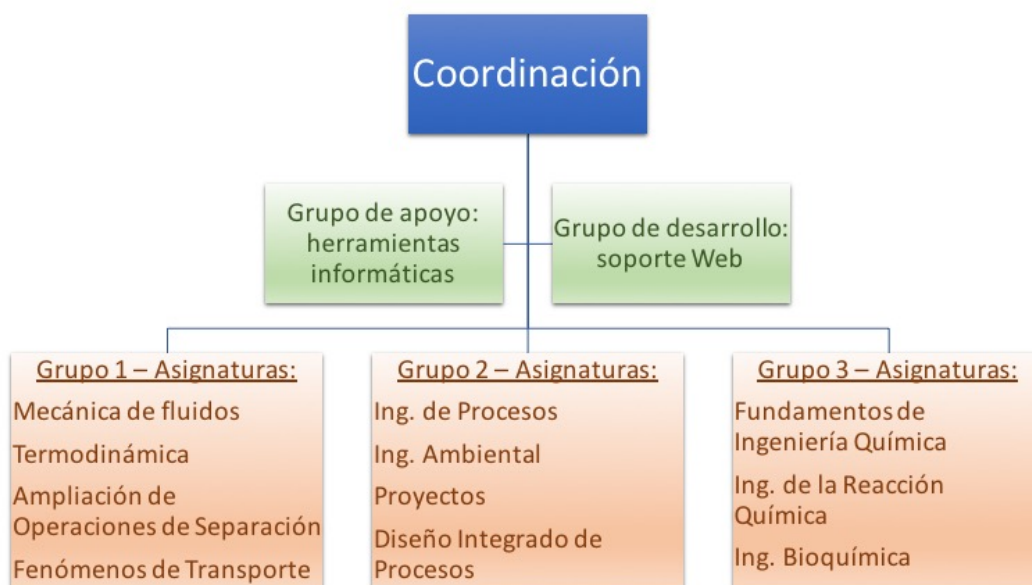 Coordinación
Grupo de apoyo:
herramientas
informáticas
Grupo de desarrollo:
soporte Web
Grupo 1 – Asignaturas:
Mecánica de fluidos
Termodinámica
Ampliación de
Operaciones de Separación
Fenómenos de Transporte
Grupo 2 – Asignaturas:
Ing. de Procesos
Ing. Ambiental
Proyectos
Diseño Integrado de
Procesos
Grupo 3 – Asignaturas:
Fundamentos de
Ingeniería Química
Ing. de la Reacción
Química
Ing. Bioquímica